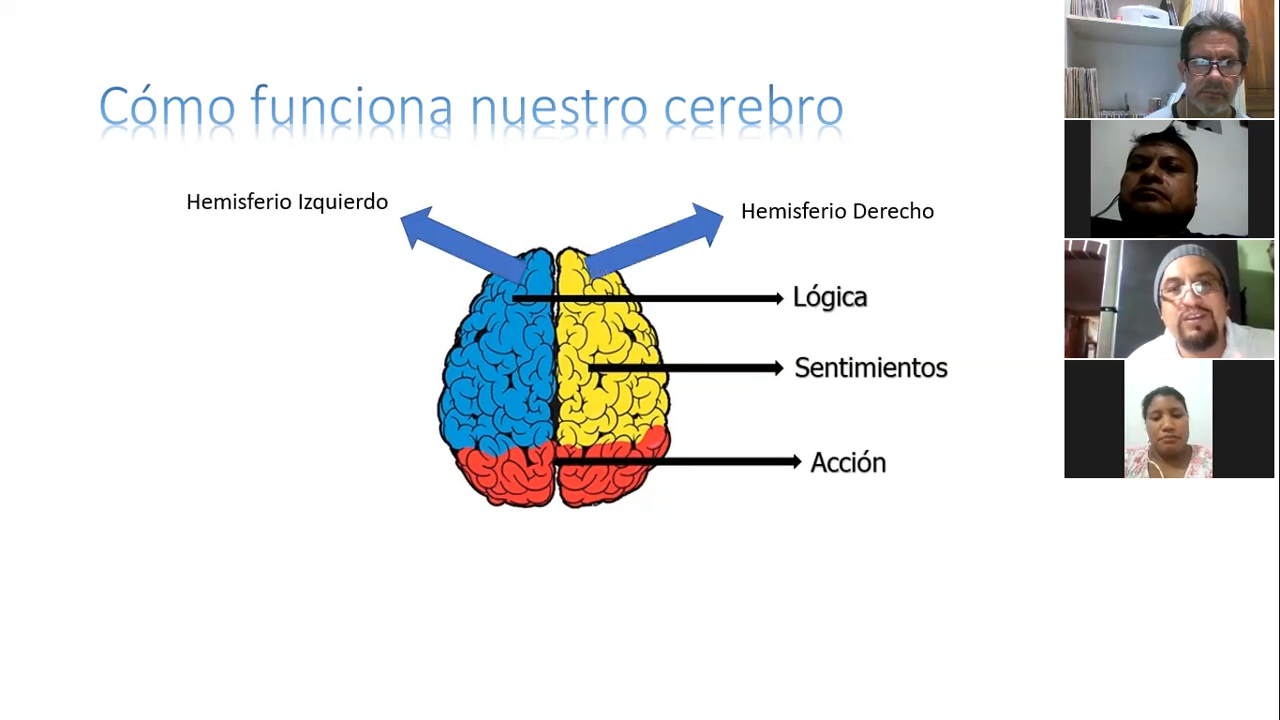 Cómo funciona nuestro cerebro
Hemisferio Izquierdo
Hemisferio Derecho
Lógica
Sentimientos
Acción